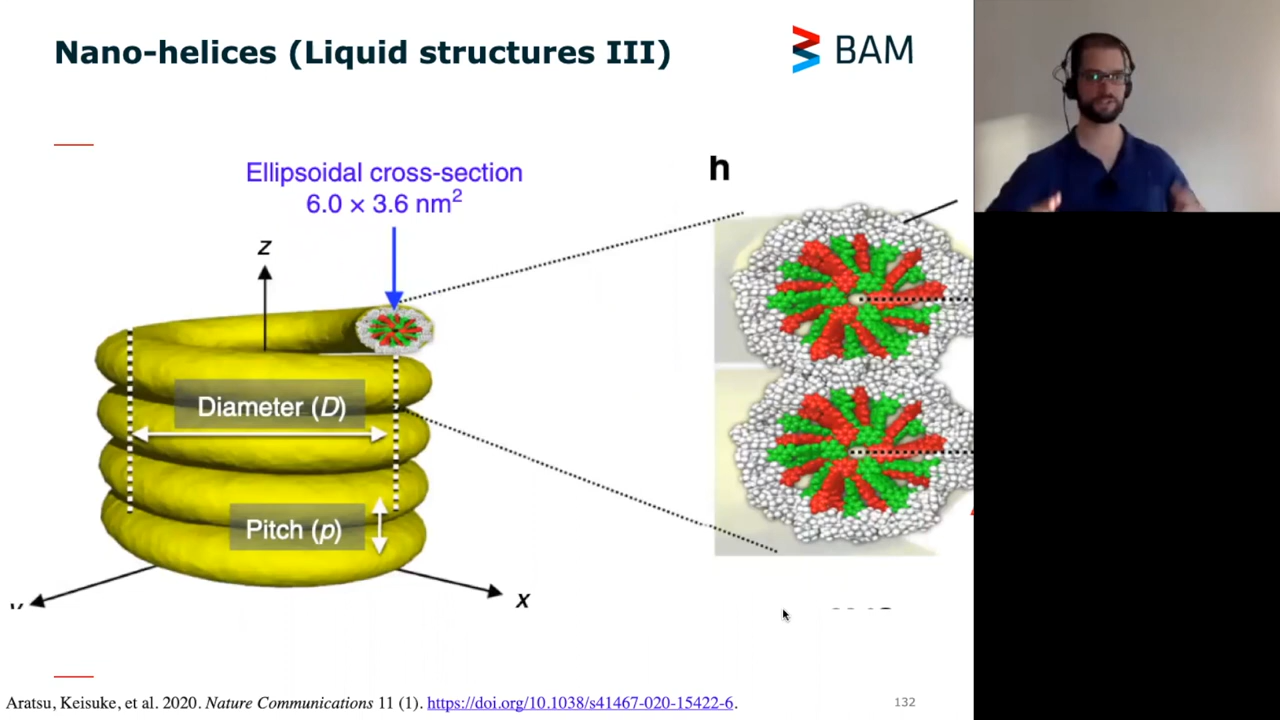 Nano-helices (Liquid structures III)
BAM
Ellipsoidal cross-section
6.0 × 3.6 nm²
h
z
Diameter (D)
Pitch (p)
x
Aratsu, Keisuke, et al. 2020. Nature Communications 11 (1). https://doi.org/10.1038/s41467-020-15422-6.
132